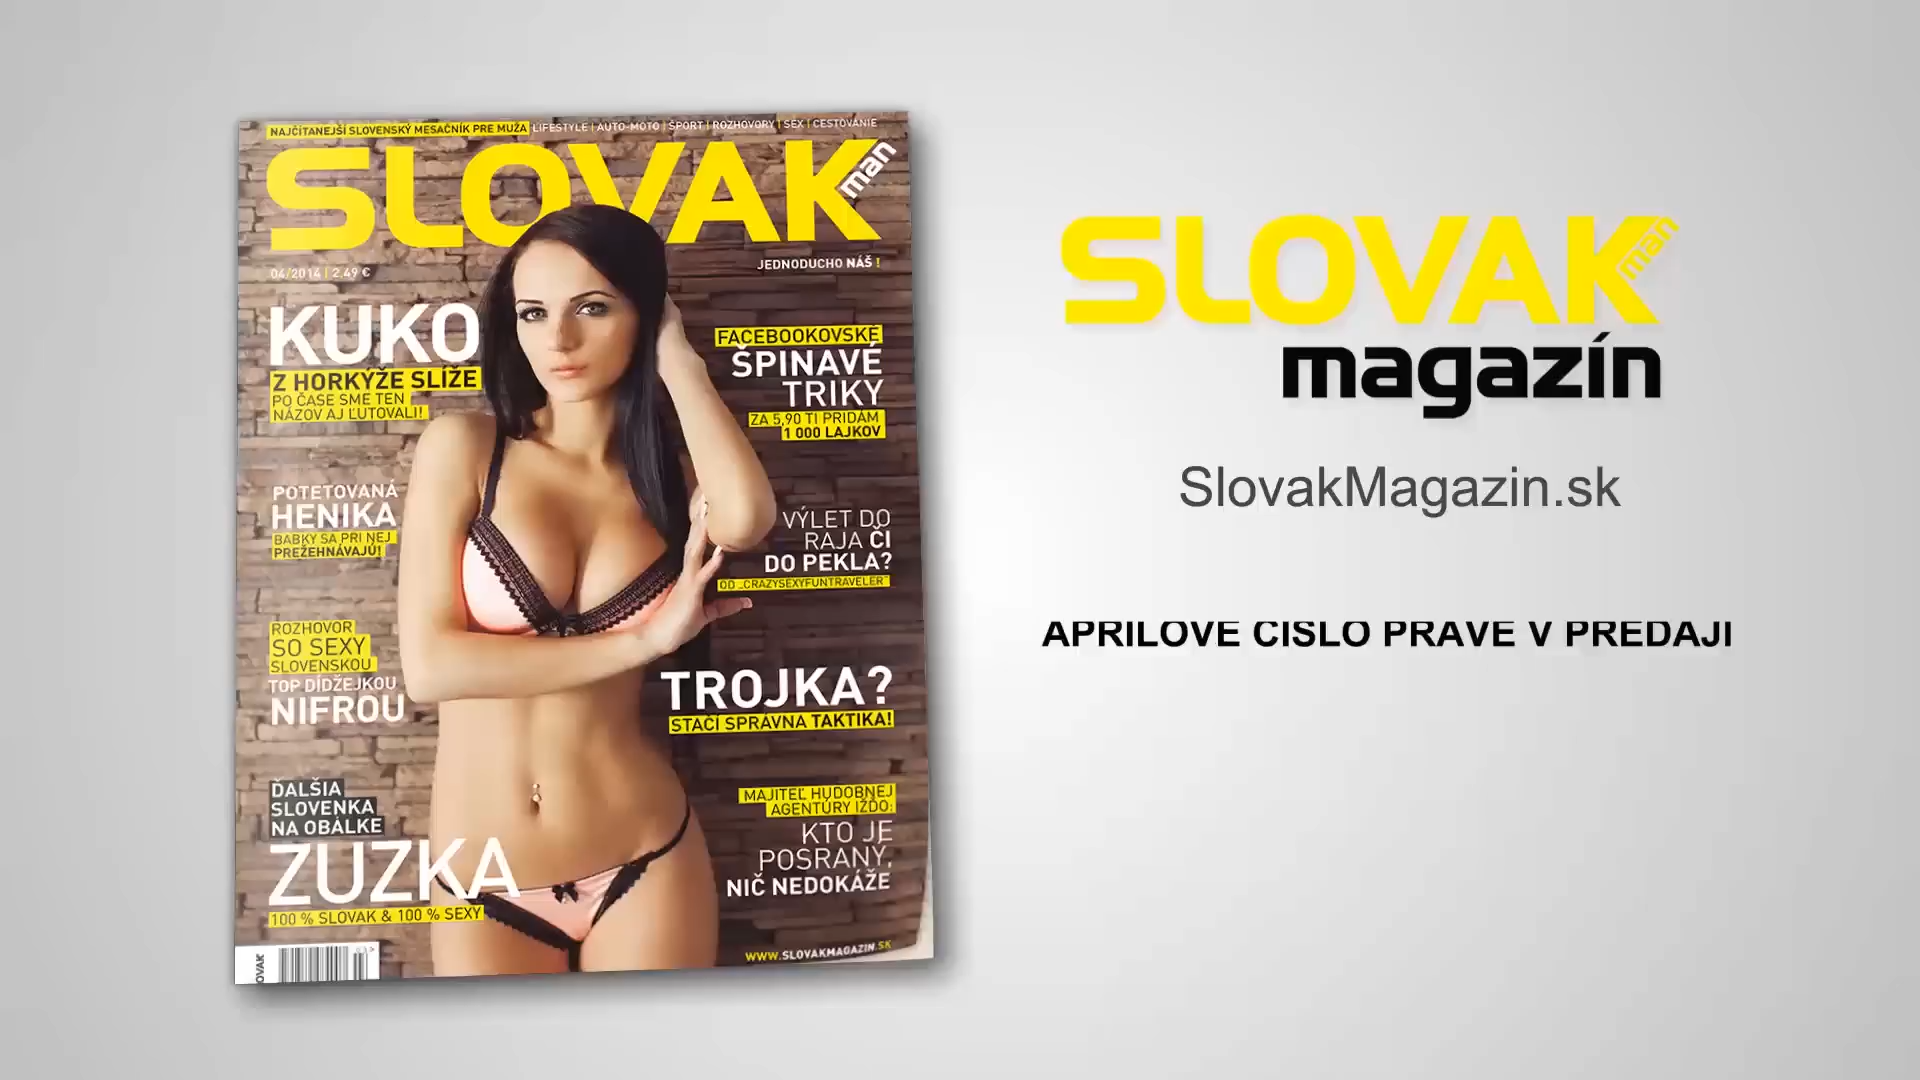 NAJČÍTANEJŠÍ SLOVENSKÝ MESAČNÍK PRE MUŽA LIFESTYLE | AUTO-MOTO | ŠPORT | ROZHOVORY | SEX | CESTOVANIE
SLOVAK man
04/2014 | 2,49 €
JEDNODUCHO NÁŠ !
KUKO
Z HORKÝŽE SLÍŽE
PO ČASE SME TEN
NÁZOV AJ ĽUTOVALI!
FACEBOOKOVSKÉ
ŠPINAVÉ
TRIKY
ZA 5,90 TI PRIDÁM
1 000 LAJKOV
POTETOVANÁ
HENIKA
BABKY SA PRI NEJ
PREŽEHNÁVAJÚ!
VÝLET DO
RAJA ČI
DO PEKLA?
OD „CRAZYSEXYFUNTRAVELER"
ROZHOVOR
SO SEXY
SLOVENSKOU
TOP DÍDŽEJKOU
NIFROU
TROJKA?
STAČÍ SPRÁVNA TAKTIKA!
ĎALŠIA
SLOVENKA
NA OBÁLKE
ZUZKA
100 % SLOVAK & 100 % SEXY
MAJITEĽ HUDOBNEJ
AGENTÚRY IŽDO:
KTO JE
POSRANÝ,
NIČ NEDOKÁŽE
WWW.SLOVAKMAGAZIN.SK
SLOVAK man
magazín
SlovakMagazin.sk
APRILOVE CISLO PRAVE V PREDAJI